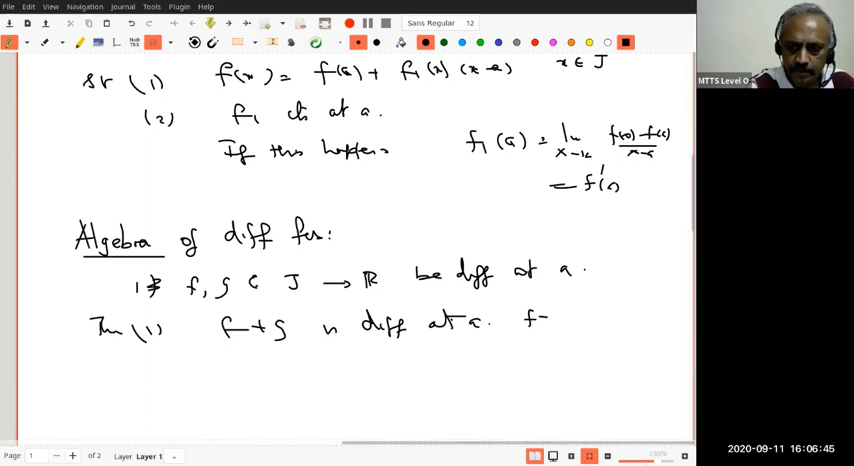 File Edit View Navigation Journal Tools Plugin Help
Sans Regular 12
st (1) f(x) = f(a) + f₁(x) (x-a) x ∈ J
(2) f₁ cts at a.
If this happens f₁(a) = lim x→a f(x)-f(a) / x-a
= f'(a)
Algebra of diff fns:
If f, g : J → ℝ be diff at a.
Then (1) f+g is diff at a. f
Page 1 of 2 Layer Layer 1 230%
MTTS Level O
2020-09-11 16:06:45